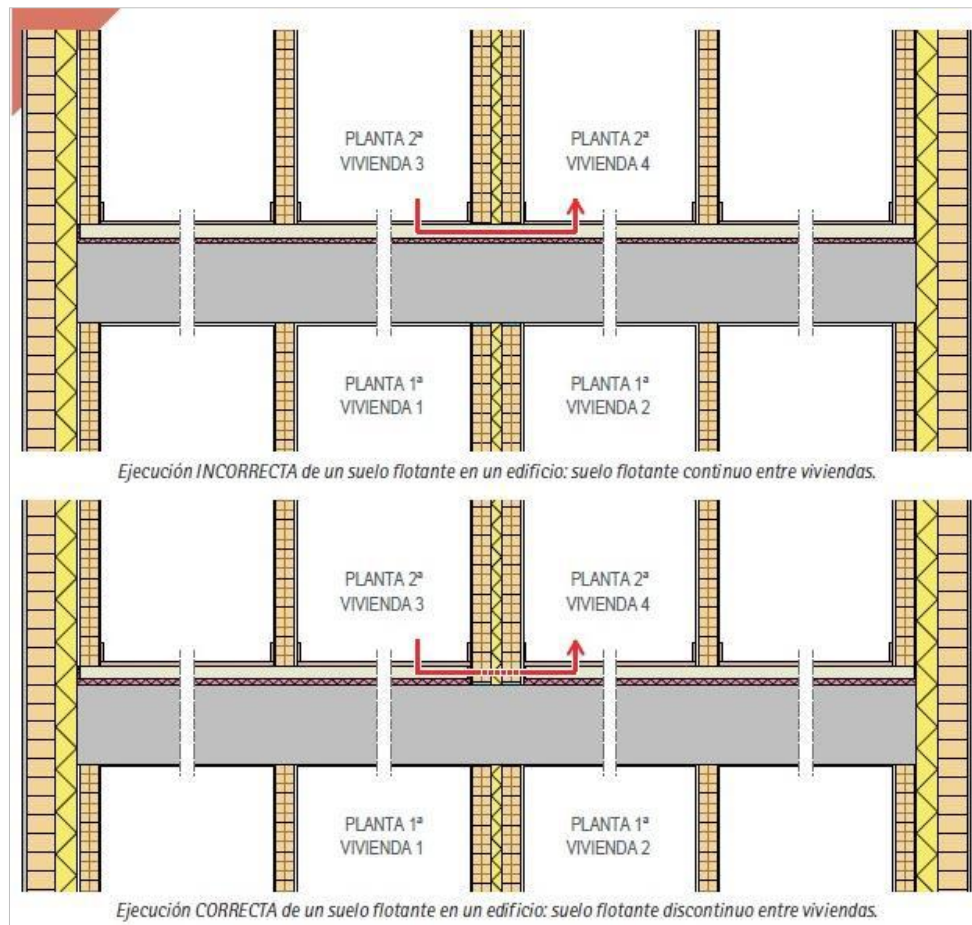 PLANTA 2ª
VIVIENDA 3
PLANTA 2ª
VIVIENDA 4
PLANTA 1ª
VIVIENDA 1
PLANTA 1ª
VIVIENDA 2
Ejecución INCORRECTA de un suelo flotante en un edificio: suelo flotante continuo entre viviendas.
PLANTA 2ª
VIVIENDA 3
PLANTA 2ª
VIVIENDA 4
PLANTA 1ª
VIVIENDA 1
PLANTA 1ª
VIVIENDA 2
Ejecución CORRECTA de un suelo flotante en un edificio: suelo flotante discontinuo entre viviendas.